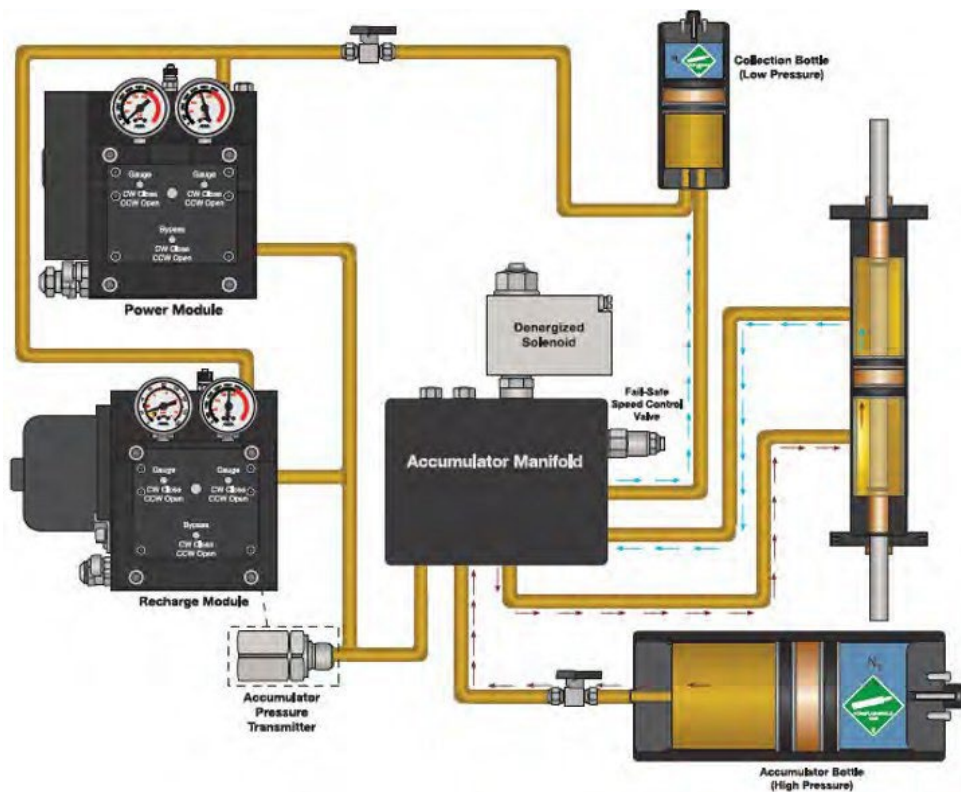 Collection Bottle
(Low Pressure)
N₂
Gauge
Gauge
CW Close
CCW Open
CW Close
CCW Open
Bypass
CW Close
CCW Open
Power Module
Denergized
Solenoid
Fail-Safe
Speed Control
Valve
Accumulator Manifold
Gauge
Gauge
CW Close
CCW Open
CW Close
CCW Open
Bypass
CW Close
CCW Open
Recharge Module
Accumulator
Pressure
Transmitter
N₂
Accumulator Bottle
(High Pressure)